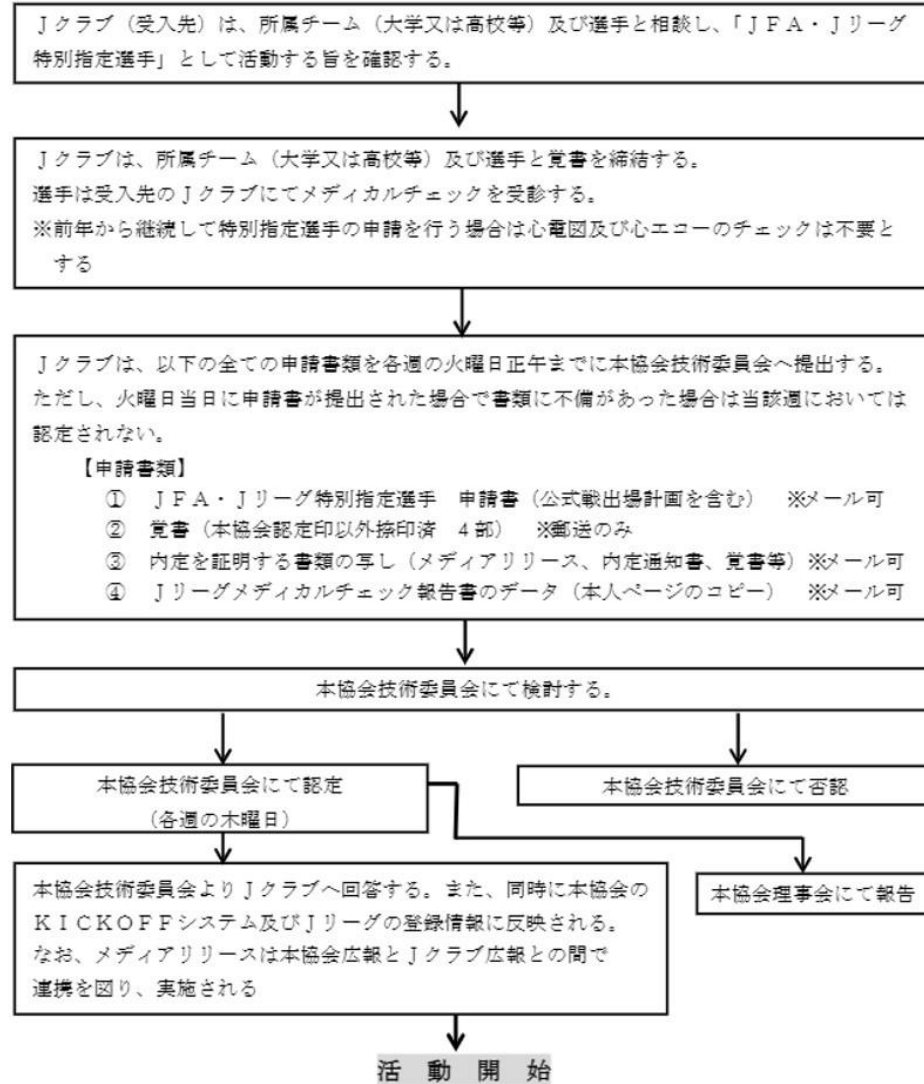 Ｊクラブ（受入先）は、所属チーム（大学又は高校等）及び選手と相談し、「ＪＦＡ・Ｊリーグ
特別指定選手」として活動する旨を確認する。
Ｊクラブは、所属チーム（大学又は高校等）及び選手と覚書を締結する。
選手は受入先のＪクラブにてメディカルチェックを受診する。
※前年から継続して特別指定選手の申請を行う場合は心電図及び心エコーのチェックは不要と
する
Ｊクラブは、以下の全ての申請書類を各週の火曜日正午までに本協会技術委員会へ提出する。
ただし、火曜日当日に申請書が提出された場合で書類に不備があった場合は当該週においては
認定されない。
【申請書類】
① ＪＦＡ・Ｊリーグ特別指定選手　申請書（公式戦出場計画を含む）　※メール可
② 覚書（本協会認定印以外捺印済　４部）　※郵送のみ
③ 内定を証明する書類の写し（メディアリリース、内定通知書、覚書等）※メール可
④ Ｊリーグメディカルチェック報告書のデータ（本人ページのコピー）　※メール可
本協会技術委員会にて検討する。
本協会技術委員会にて認定
（各週の木曜日）
本協会技術委員会にて否認
本協会技術委員会よりＪクラブへ回答する。また、同時に本協会の
ＫＩＣＫＯＦＦシステム及びＪリーグの登録情報に反映される。
なお、メディアリリースは本協会広報とＪクラブ広報との間で
連携を図り、実施される
本協会理事会にて報告
活　動　開　始